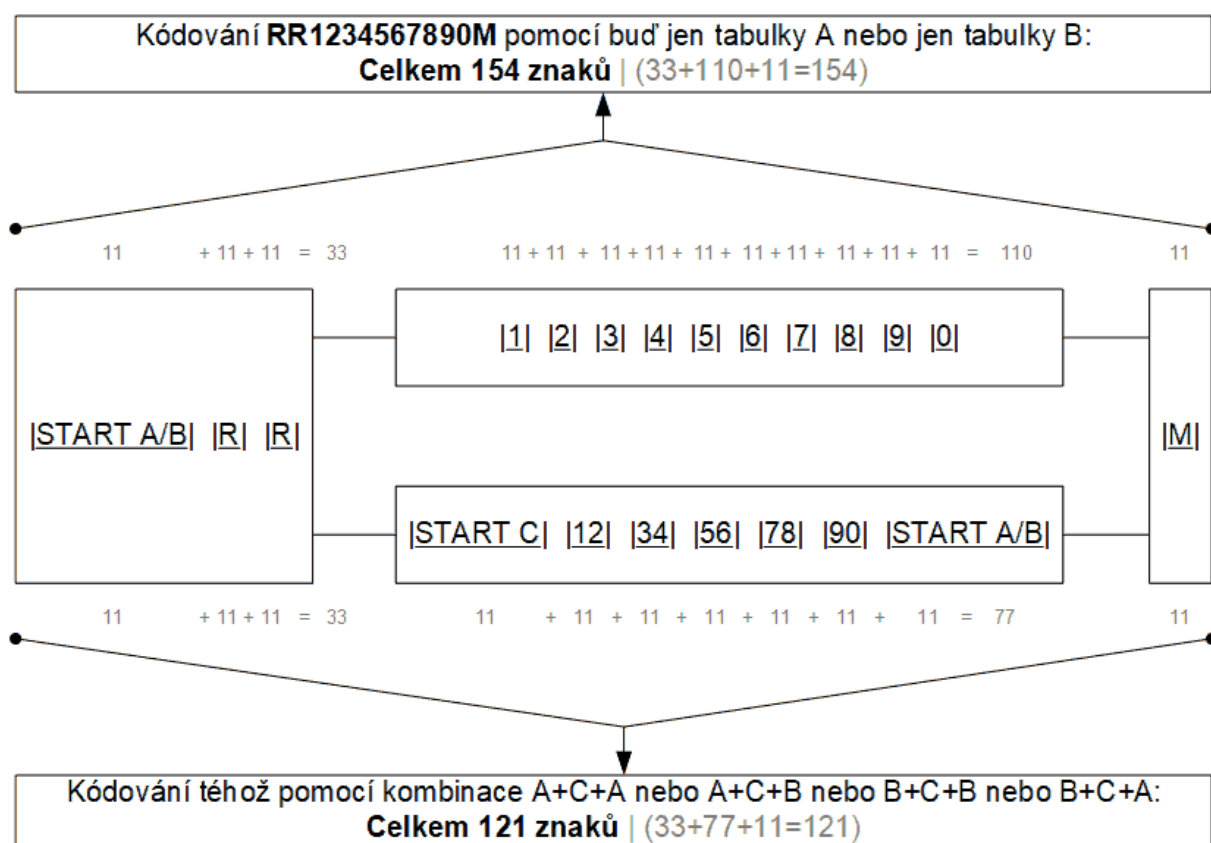 Kódování RR1234567890M pomocí buď jen tabulky A nebo jen tabulky B:
Celkem 154 znaků | (33+110+11=154)
11 + 11 + 11 = 33 11 + 11 + 11 + 11 + 11 + 11 + 11 + 11 + 11 + 11 = 110 11
|1| |2| |3| |4| |5| |6| |7| |8| |9| |0|
|START A/B| |R| |R| |M|
|START C| |12| |34| |56| |78| |90| |START A/B|
11 + 11 + 11 = 33 11 + 11 + 11 + 11 + 11 + 11 + 11 = 77 11
Kódování téhož pomocí kombinace A+C+A nebo A+C+B nebo B+C+B nebo B+C+A:
Celkem 121 znaků | (33+77+11=121)